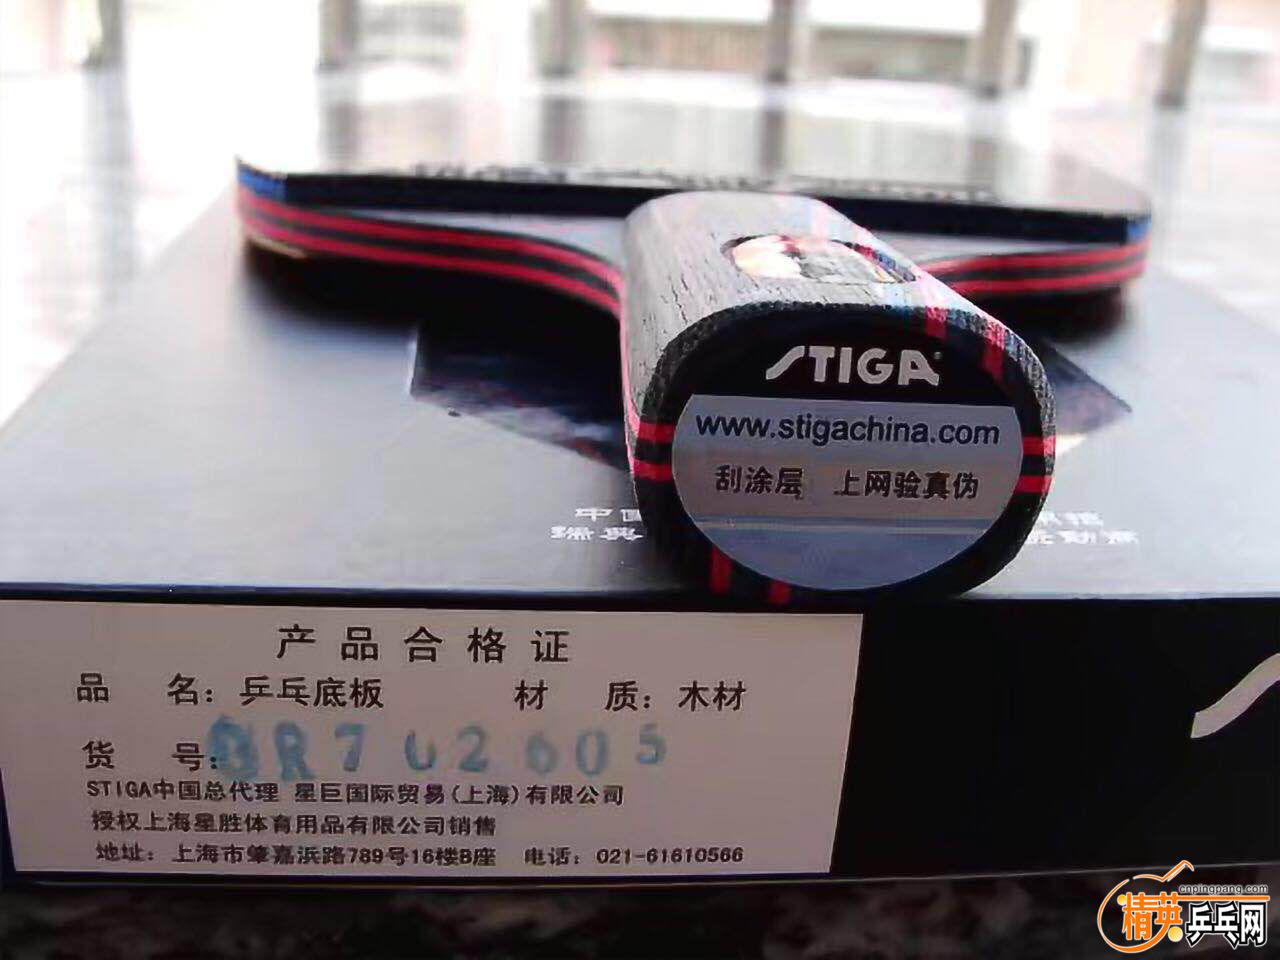 STIGA
www.stigachina.com
刮涂层 上网验真伪
中国
瑞典
产品合格证
品 名：乒乓底板 材 质：木材
货 号：BR702605
STIGA中国总代理 星巨国际贸易(上海)有限公司
授权上海星胜体育用品有限公司销售
地址：上海市肇嘉浜路789号16楼B座 电话：021-61610566
cnpingpang.com
精英乒乓网